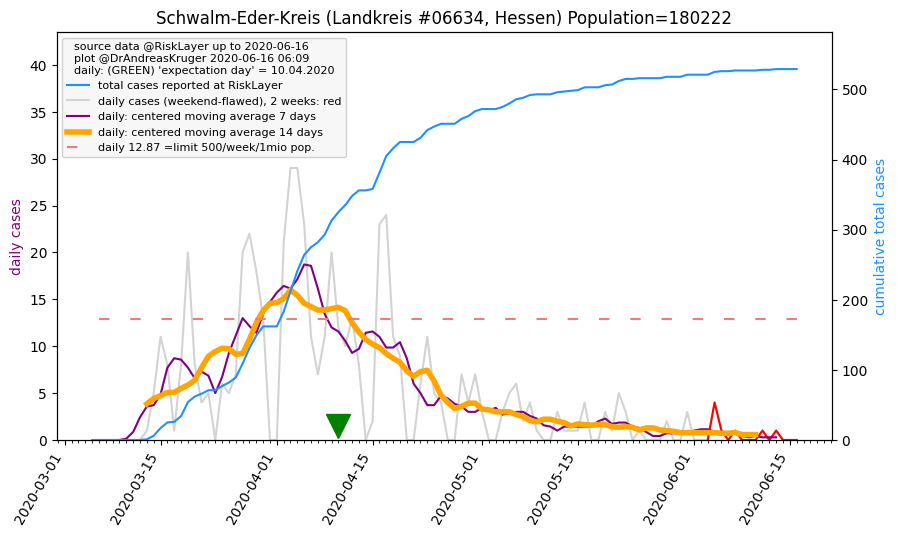 Schwalm-Eder-Kreis (Landkreis #06634, Hessen) Population=180222
source data @RiskLayer up to 2020-06-16
plot @DrAndreasKruger 2020-06-16 06:09
daily: (GREEN) 'expectation day' = 10.04.2020
total cases reported at RiskLayer
daily cases (weekend-flawed), 2 weeks: red
daily: centered moving average 7 days
daily: centered moving average 14 days
daily 12.87 =limit 500/week/1mio pop.
daily cases
40
35
30
25
20
15
10
5
0
cumulative total cases
500
400
300
200
100
0
2020-03-01
2020-03-15
2020-04-01
2020-04-15
2020-05-01
2020-05-15
2020-06-01
2020-06-15